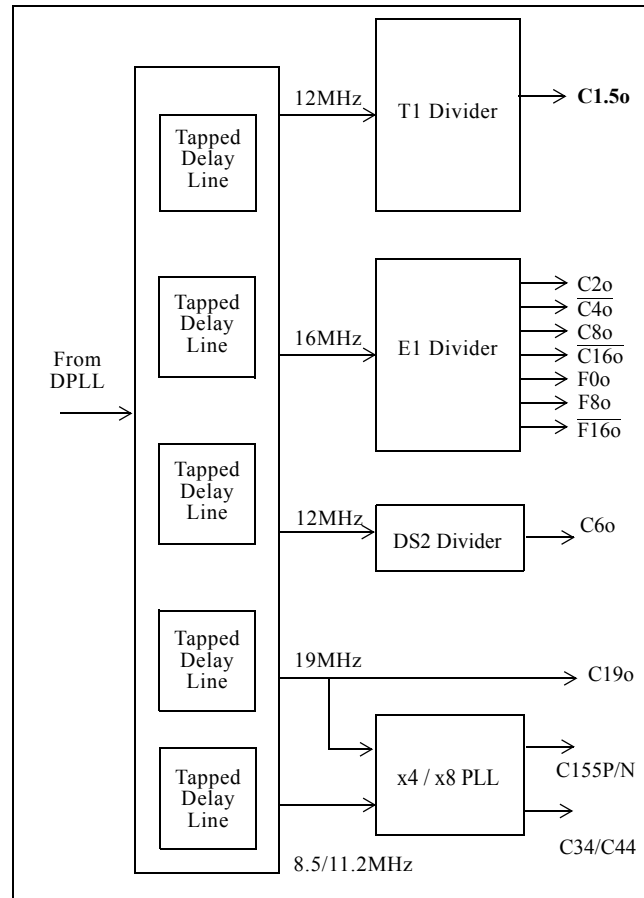 12MHz
T1 Divider
C1.5o
Tapped
Delay
Line
Tapped
Delay
Line
16MHz
E1 Divider
C2o
C4o
C8o
C16o
F0o
F8o
F16o
From
DPLL
Tapped
Delay
Line
12MHz
DS2 Divider
C6o
Tapped
Delay
Line
19MHz
C19o
Tapped
Delay
Line
x4 / x8 PLL
C155P/N
C34/C44
8.5/11.2MHz